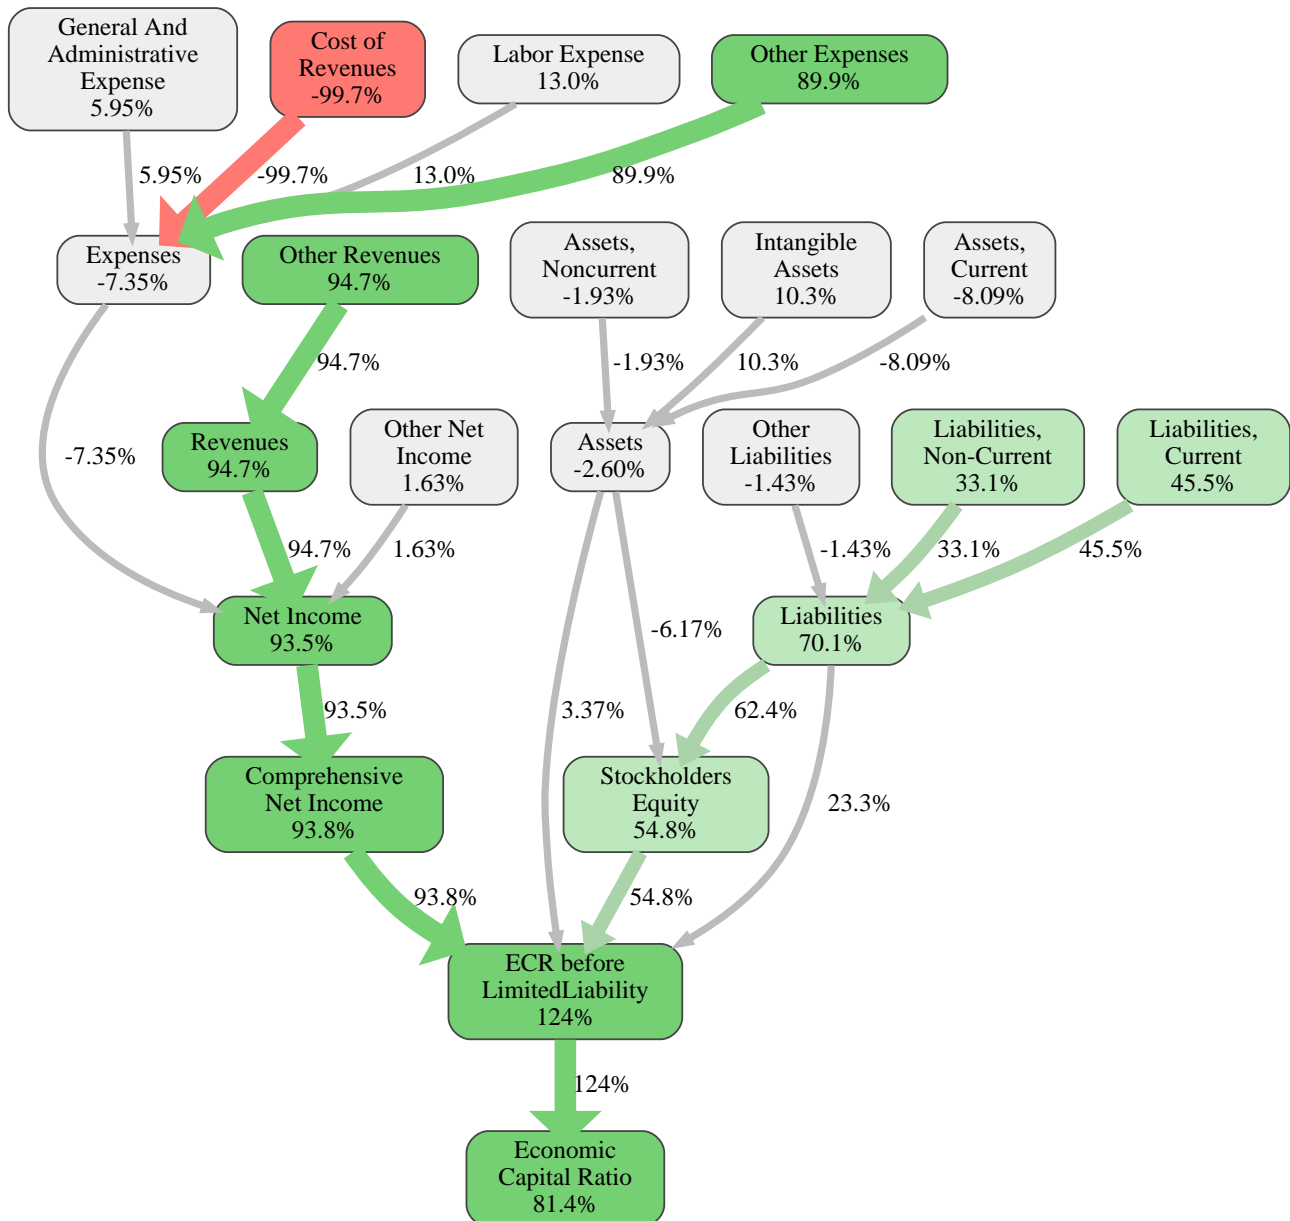 General And
Administrative
Expense
5.95%
Cost of
Revenues
-99.7%
Labor Expense
13.0%
Other Expenses
89.9%
5.95%
-99.7%
13.0%
89.9%
Expenses
-7.35%
Other Revenues
94.7%
Assets,
Noncurrent
-1.93%
Intangible
Assets
10.3%
Assets,
Current
-8.09%
94.7%
-1.93%
10.3%
-8.09%
-7.35%
Revenues
94.7%
Other Net
Income
1.63%
Assets
-2.60%
Other
Liabilities
-1.43%
Liabilities,
Non-Current
33.1%
Liabilities,
Current
45.5%
94.7%
1.63%
-1.43%
33.1%
45.5%
Net Income
93.5%
-6.17%
Liabilities
70.1%
93.5%
3.37%
62.4%
Comprehensive
Net Income
93.8%
Stockholders
Equity
54.8%
23.3%
93.8%
54.8%
ECR before
LimitedLiability
124%
124%
Economic
Capital Ratio
81.4%